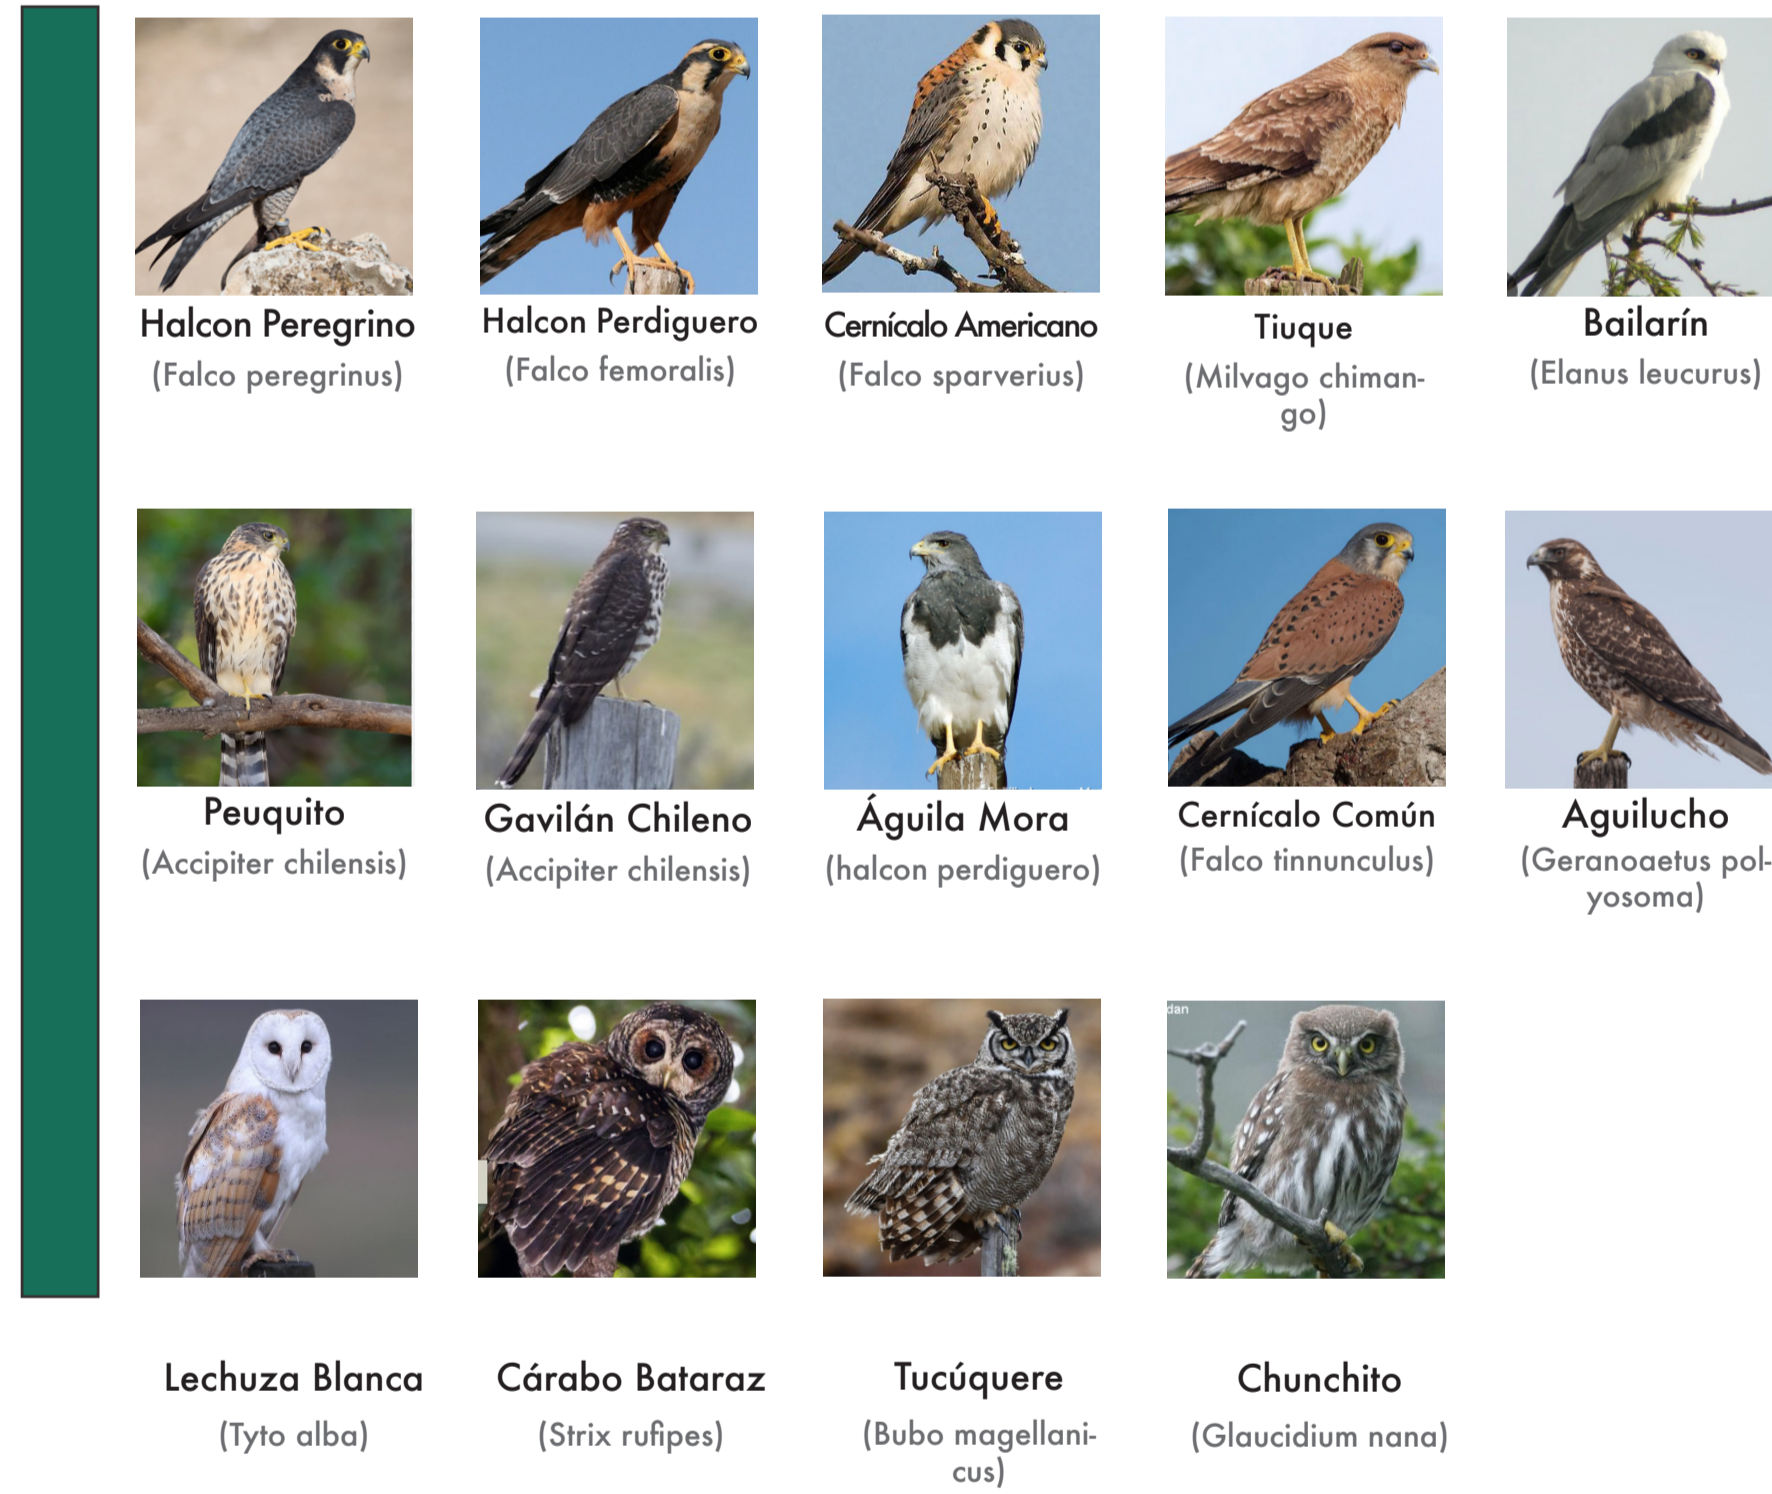 Halcon Peregrino
(Falco peregrinus)
Halcon Perdiguero
(Falco femoralis)
Cernícalo Americano
(Falco sparverius)
Tiuque
(Milvago chiman-
go)
Bailarín
(Elanus leucurus)
Peuquito
(Accipiter chilensis)
Gavilán Chileno
(Accipiter chilensis)
Águila Mora
(halcon perdiguero)
Cernícalo Común
(Falco tinnunculus)
Aguilucho
(Geranoaetus pol-
yosoma)
dan
Lechuza Blanca
(Tyto alba)
Cárabo Bataraz
(Strix rufipes)
Tucúquere
(Bubo magellani-
cus)
Chunchito
(Glaucidium nana)